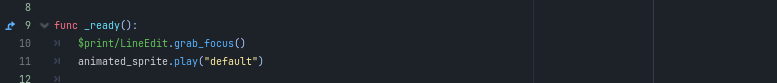 8
9 func _ready():
10 $print/LineEdit.grab_focus()
11 animated_sprite.play("default")
12